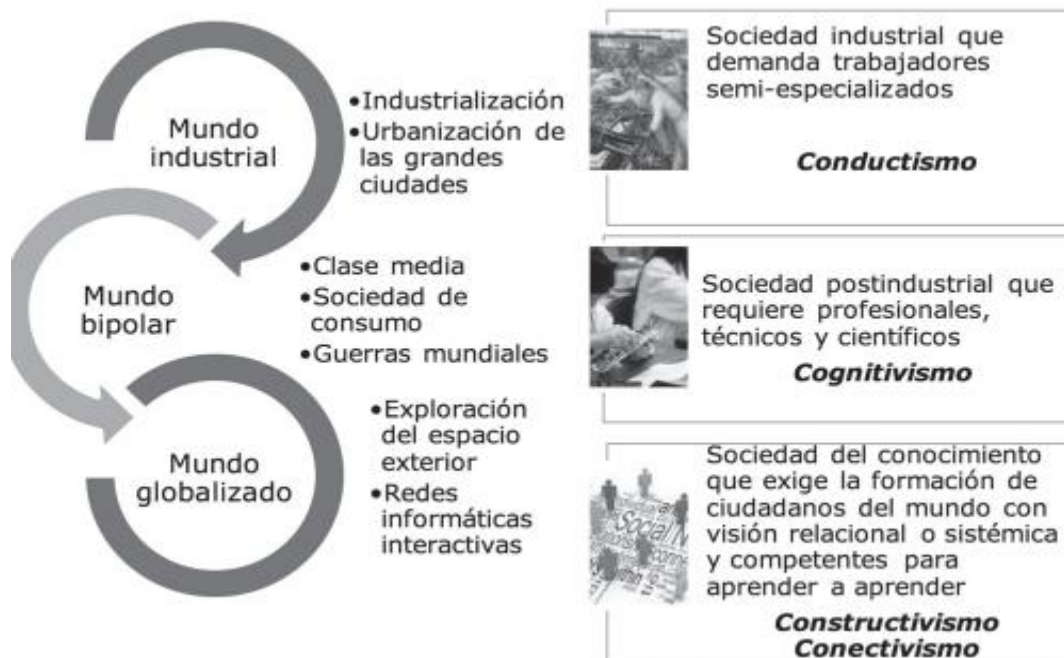 Mundo
industrial
•Industrialización
•Urbanización de
las grandes
ciudades
Mundo
bipolar
•Clase media
•Sociedad de
consumo
•Guerras mundiales
Mundo
globalizado
•Exploración
del espacio
exterior
•Redes
informáticas
interactivas
Sociedad industrial que
demanda trabajadores
semi-especializados
Conductismo
Sociedad postindustrial que
requiere profesionales,
técnicos y científicos
Cognitivismo
Social N
Sociedad del conocimiento
que exige la formación de
ciudadanos del mundo con
visión relacional o sistémica
y competentes para
aprender a aprender
Constructivismo
Conectivismo